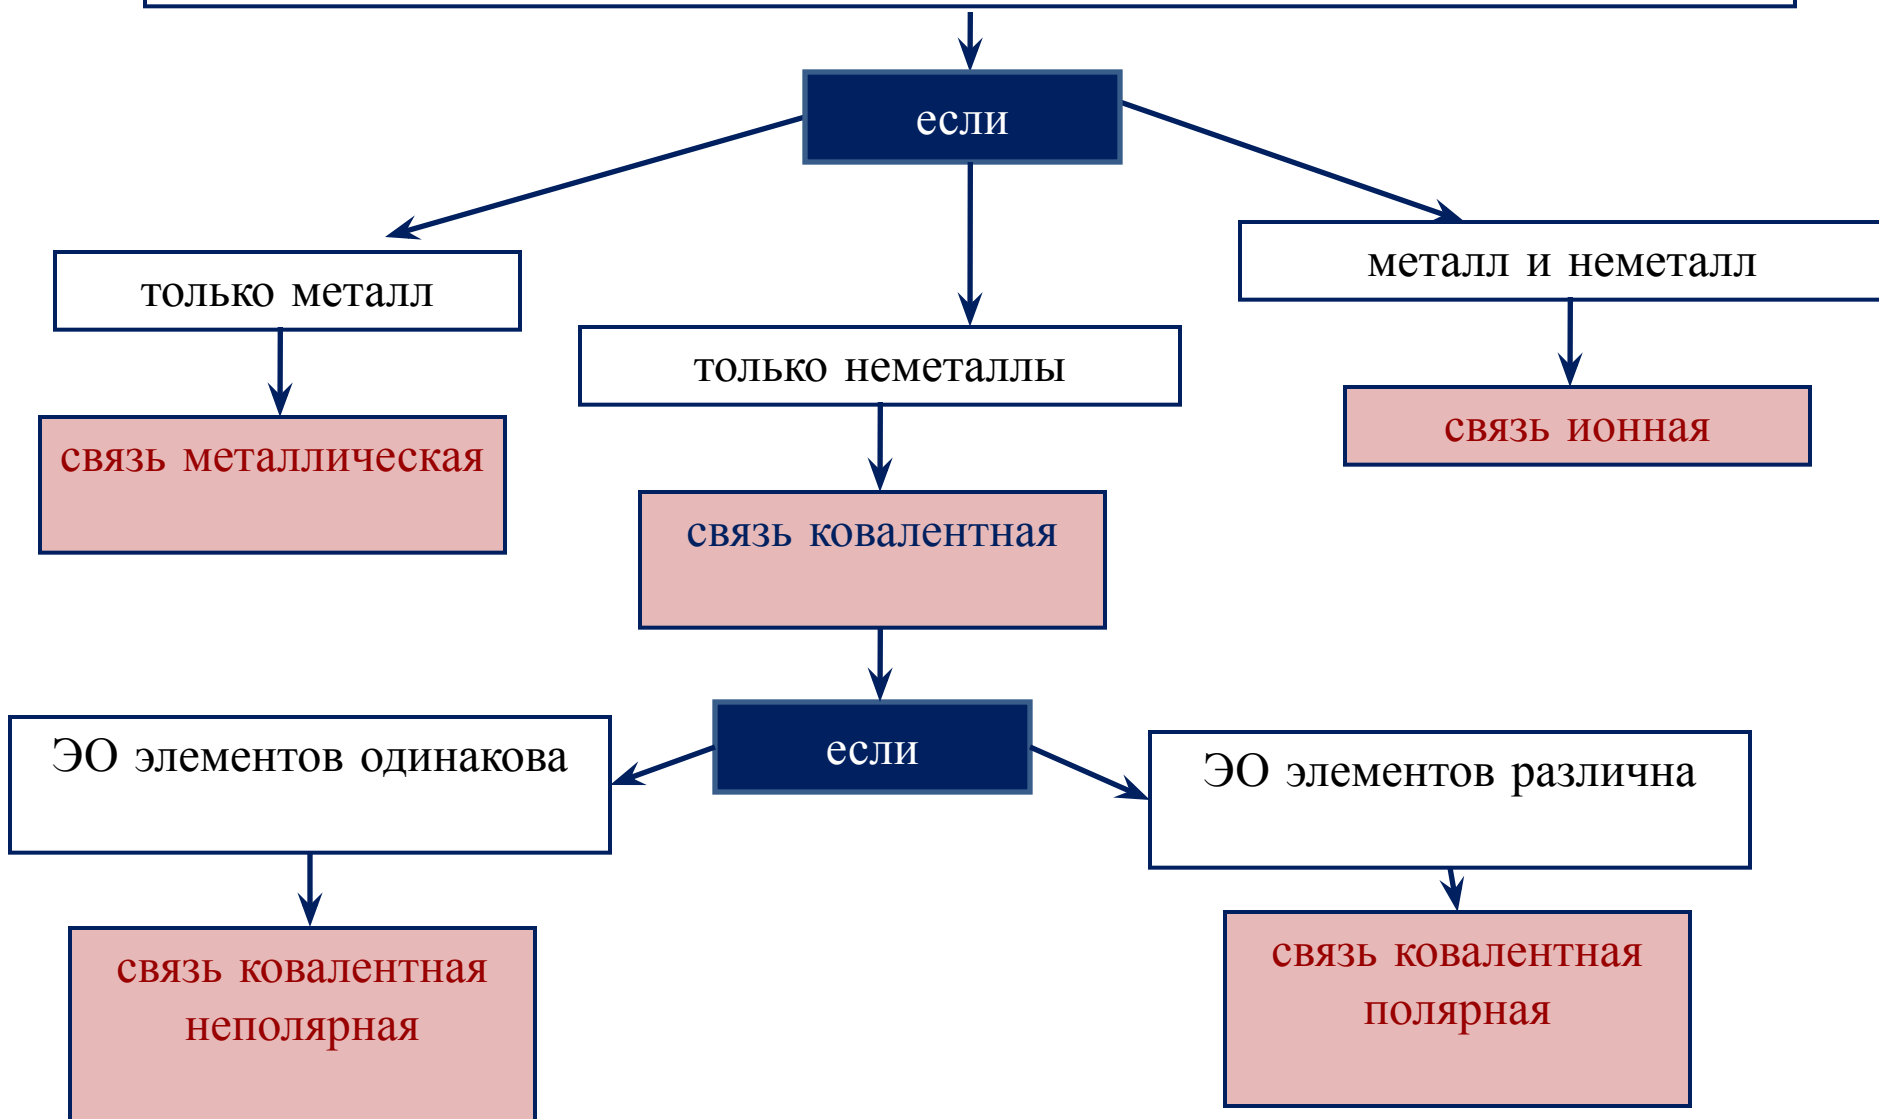 если
только металл
металл и неметалл
только неметаллы
связь металлическая
связь ионная
связь ковалентная
если
ЭО элементов одинакова
ЭО элементов различна
связь ковалентная
неполярная
связь ковалентная
полярная